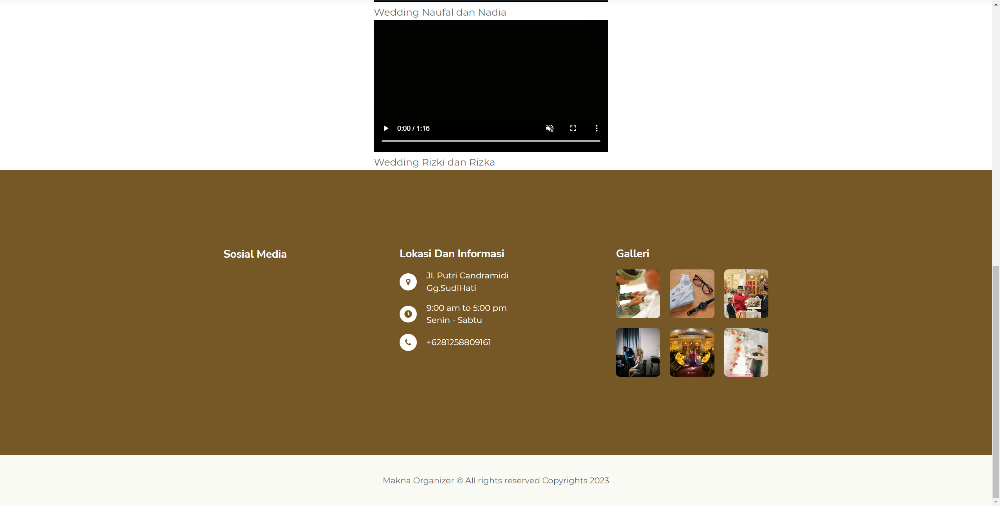 Wedding Naufal dan Nadia
0:00 / 1:16
Wedding Rizki dan Rizka
Sosial Media
Lokasi Dan Informasi
Jl. Putri Candramidi
Gg.SudiHati
9:00 am to 5:00 pm
Senin - Sabtu
+6281258809161
Galleri
Makna Organizer © All rights reserved Copyrights 2023